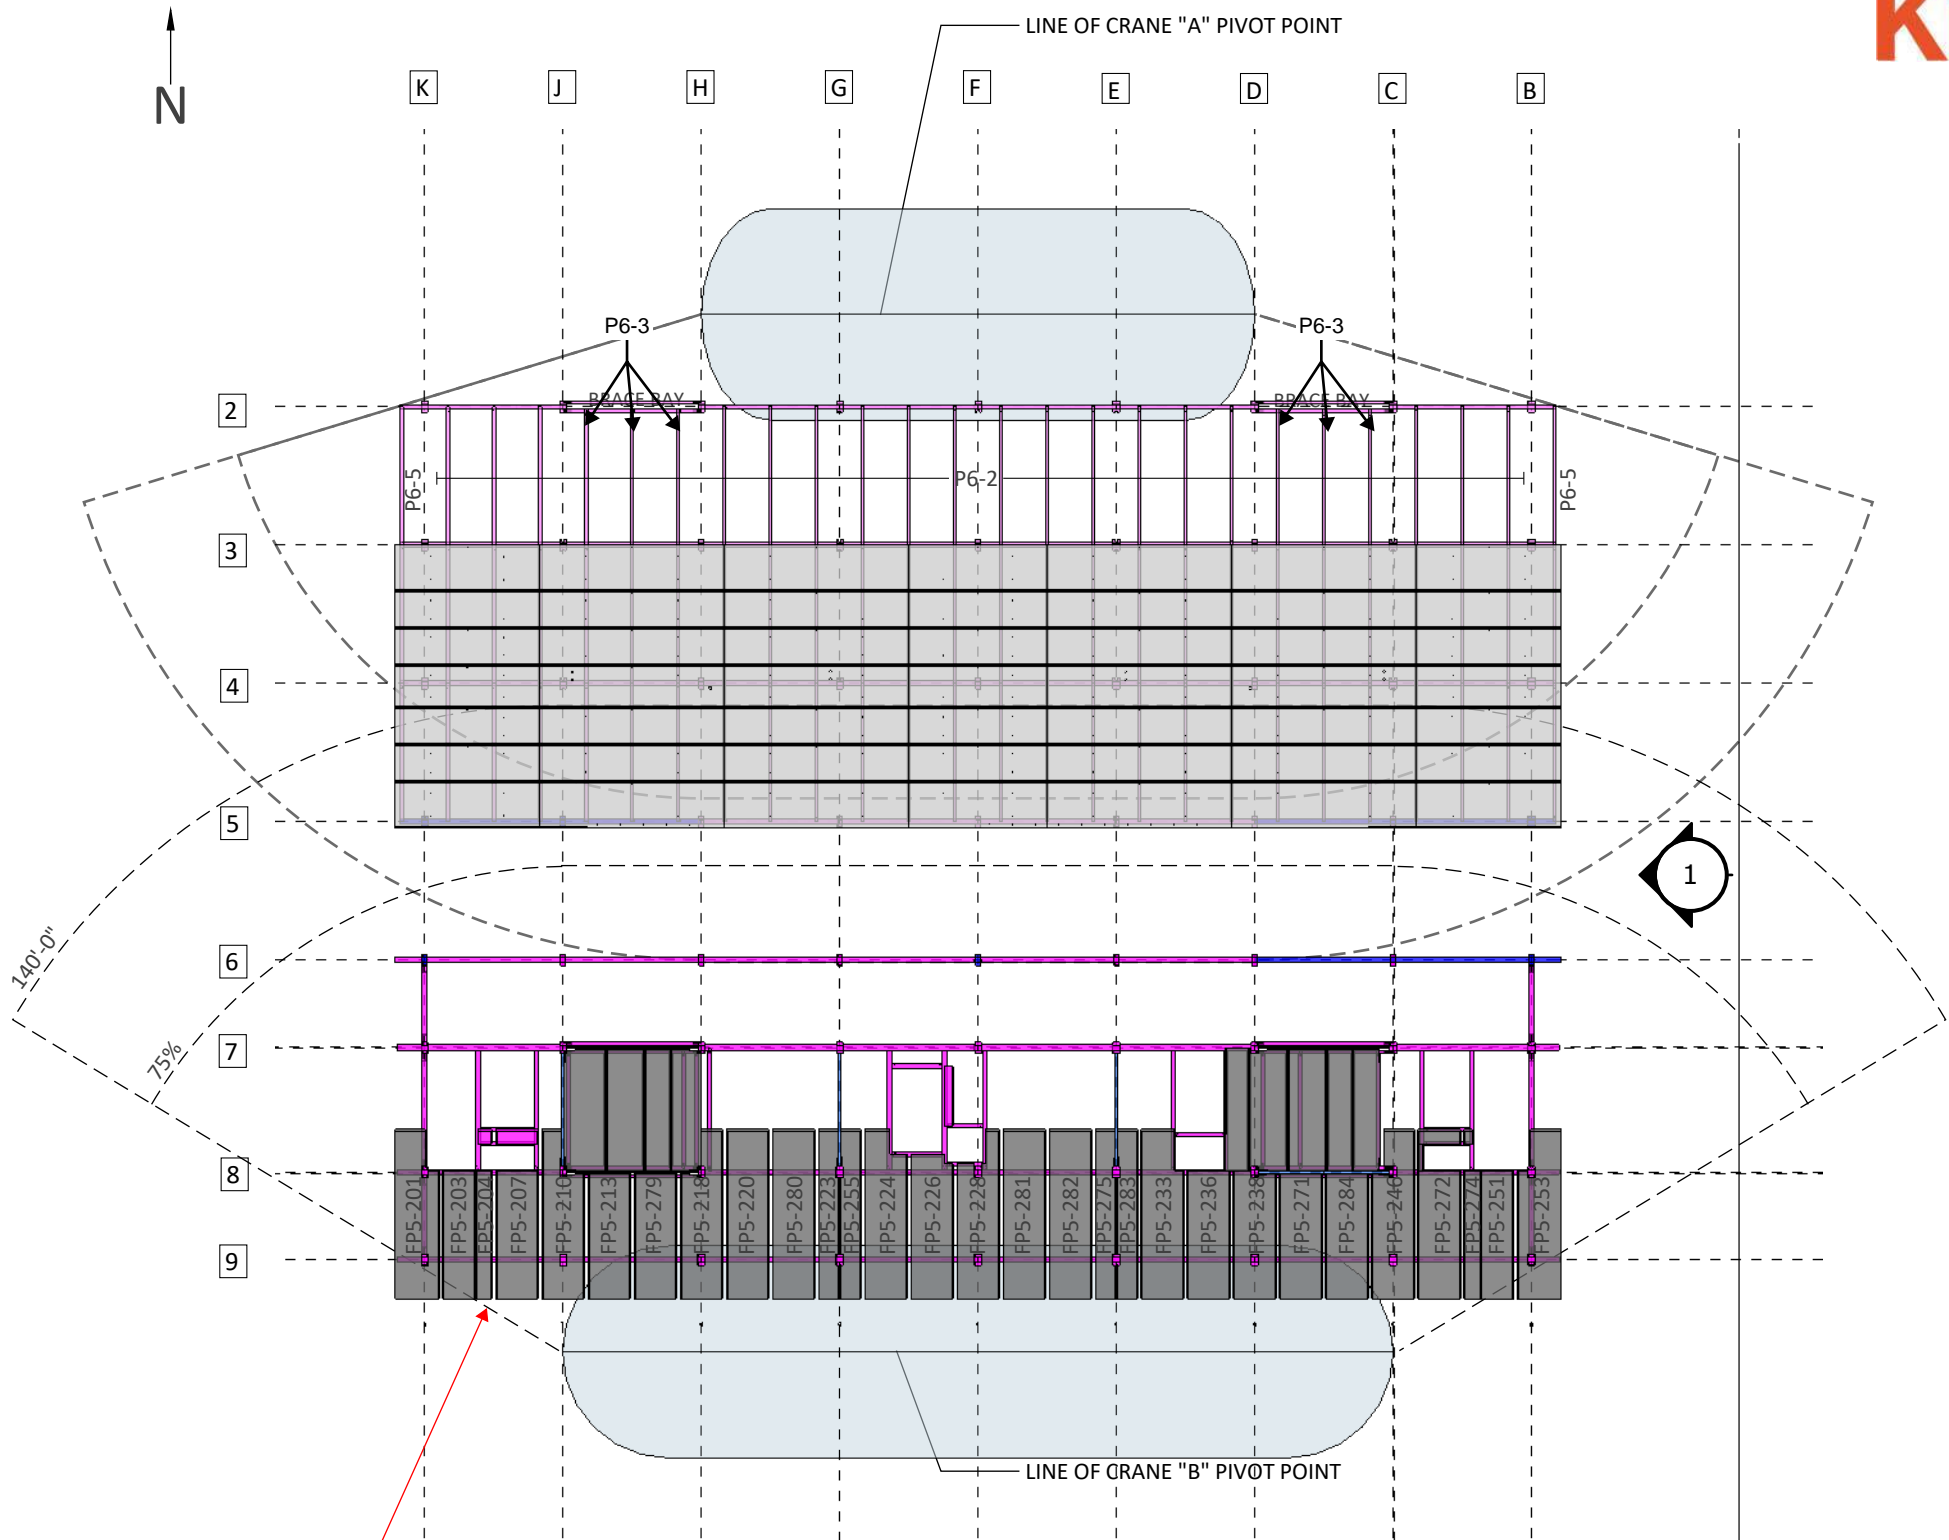 K
LINE OF CRANE "A" PIVOT POINT
N
K J H G F E D C B
P6-3 P6-3
2
BRACE BAY BRACE BAY
P6-5 P6-2 P6-5
3
4
5
1
6
140'-0"
7
75%
8
FP5-201 FP5-203 FP5-204 FP5-207 FP5-210 FP5-213 FP5-279 FP5-218 FP5-220 FP5-280 FP5-223 FP5-255 FP5-224 FP5-226 FP5-228 FP5-281 FP5-282 FP5-275 FP5-283 FP5-233 FP5-236 FP5-238 FP5-271 FP5-284 FP5-246 FP5-272 FP5-274 FP5-251 FP5-253
9
LINE OF CRANE "B" PIVOT POINT